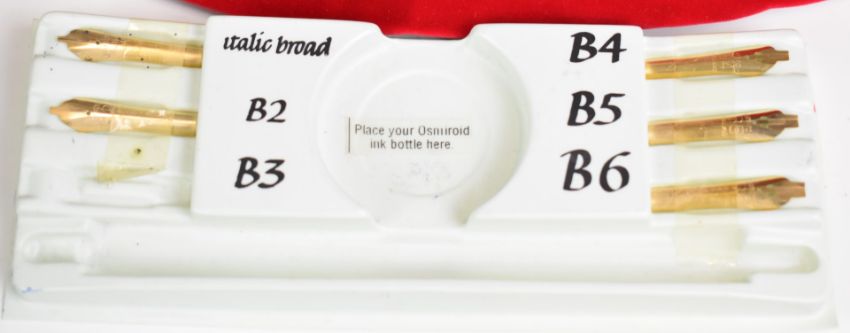 italic broad
B2
B3
Place your Osmiroid
ink bottle here.
B4
B5
B6